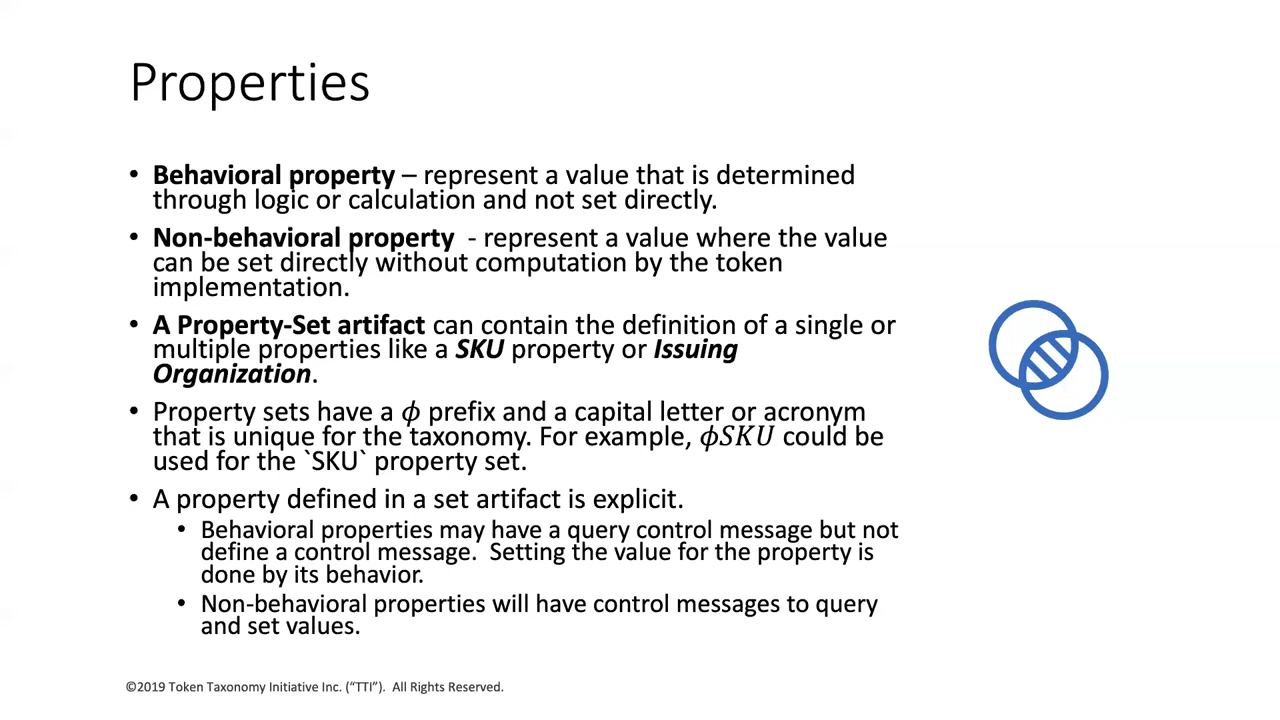 Properties
• Behavioral property – represent a value that is determined
through logic or calculation and not set directly.
• Non-behavioral property  - represent a value where the value
can be set directly without computation by the token
implementation.
• A Property-Set artifact can contain the definition of a single or
multiple properties like a SKU property or Issuing
Organization.
• Property sets have a 𝜙 prefix and a capital letter or acronym
that is unique for the taxonomy. For example, 𝜙𝑆𝐾𝑈 could be
used for the `SKU` property set.
• A property defined in a set artifact is explicit.
• Behavioral properties may have a query control message but not
define a control message.  Setting the value for the property is
done by its behavior.
• Non-behavioral properties will have control messages to query
and set values.
©2019 Token Taxonomy Initiative Inc. (“TTI”).  All Rights Reserved.